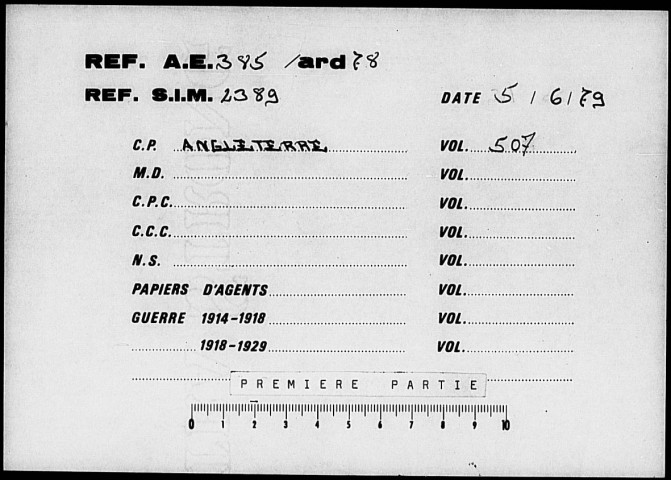 REF. A.E. 385 /ard 78
REF. S.I.M. 2389 DATE 5 / 6 / 79
C.P. ANGLETERRE VOL. 507
M.D. VOL.
C.P.C. VOL.
C.C.C. VOL.
N.S. VOL.
PAPIERS D'AGENTS VOL.
GUERRE 1914-1918 VOL.
1918-1929 VOL.
PREMIERE PARTIE
0 1 2 3 4 5 6 7 8 9 10